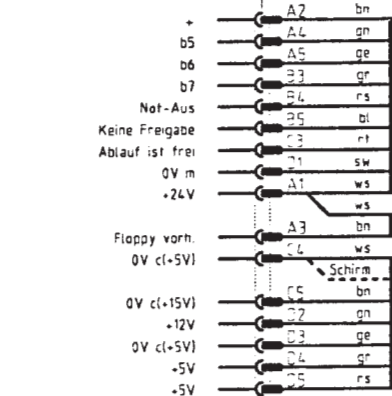 + A2 bn
b5 A4 gn
b6 A5 ge
b7 B3 gr
Not-Aus B4 rs
Keine Freigabe B5 bl
Ablauf ist frei C3 rt
0V m D1 sw
+24V A1 ws
ws
Floppy vorh. A3 bn
0V c(+5V) C4 ws
Schirm
0V c(+15V) C5 bn
+12V D2 gn
0V c(+5V) D3 ge
+5V D4 gr
+5V D5 rs